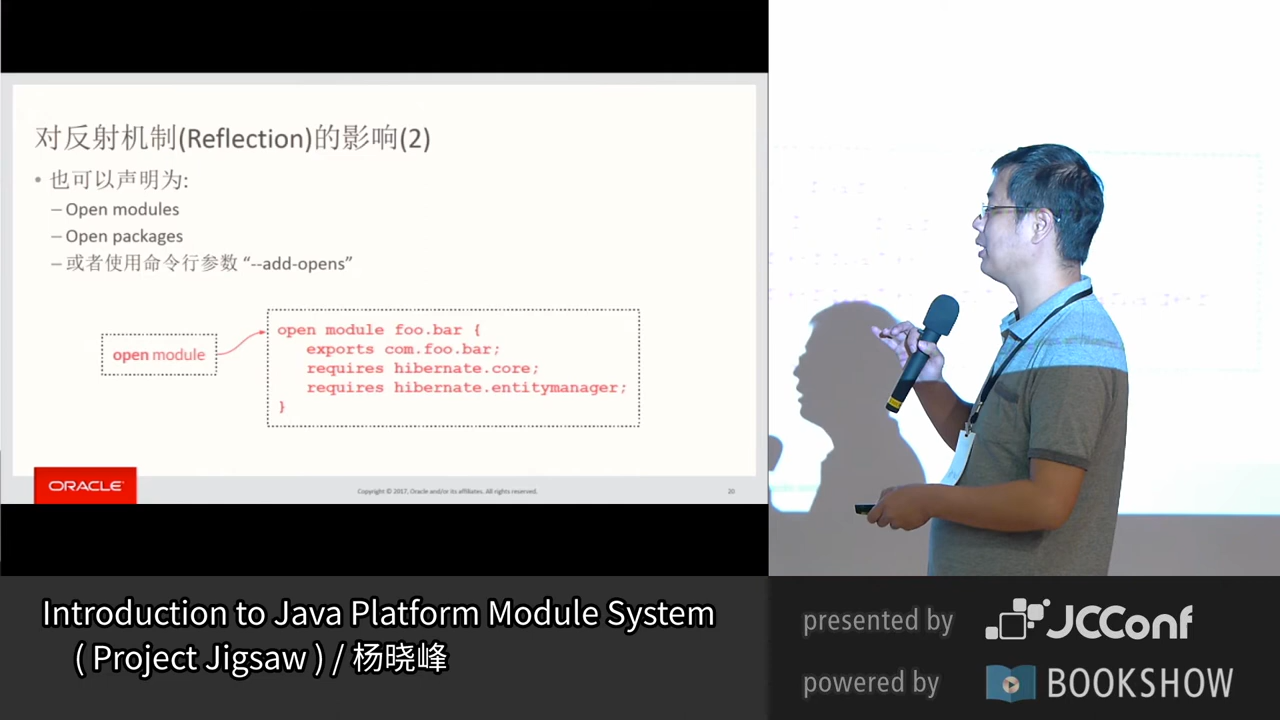 对反射机制(Reflection)的影响(2)
• 也可以声明为:
– Open modules
– Open packages
– 或者使用命令行参数 “--add-opens”
open module
open module foo.bar {
exports com.foo.bar;
requires hibernate.core;
requires hibernate.entitymanager;
}
ORACLE
Copyright © 2017, Oracle and/or its affiliates. All rights reserved.
20
Introduction to Java Platform Module System
( Project Jigsaw ) / 杨晓峰
presented by JCConf
powered by BOOKSHOW